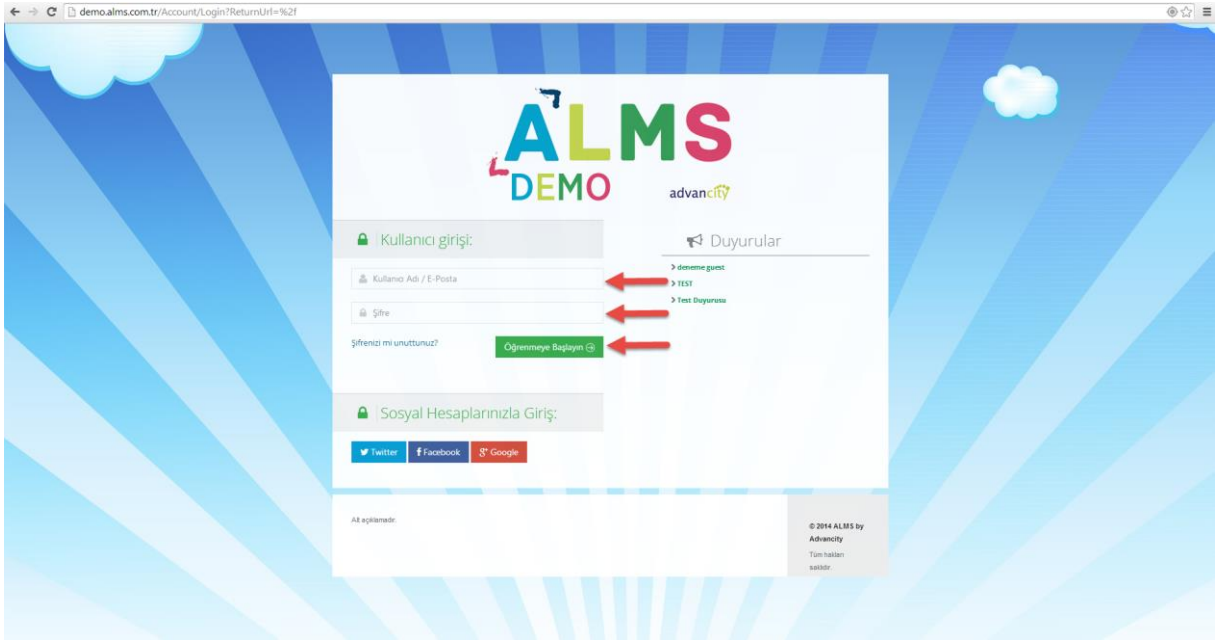 demo.alms.com.tr/Account/Login?ReturnUrl=%2f
ALMS
DEMO
advancity
Kullanıcı girişi:
Kullanıcı Adı / E-Posta
Şifre
Şifrenizi mi unuttunuz?
Öğrenmeye Başlayın
Duyurular
deneme guest
TEST
Test Duyurusu
Sosyal Hesaplarınızla Giriş:
Twitter
Facebook
Google
Alt açıklamadır.
© 2014 ALMS by
Advancity
Tüm hakları
saklıdır.